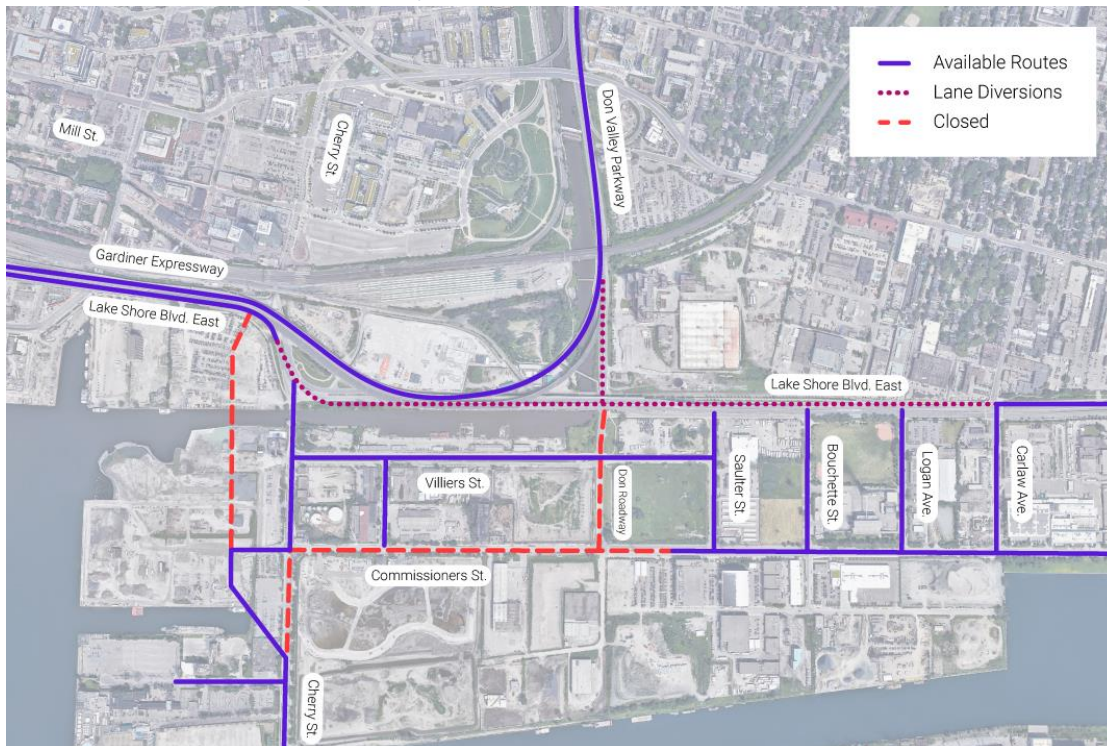 Available Routes
Lane Diversions
Closed
Mill St.
Cherry St.
Don Valley Parkway
Gardiner Expressway
Lake Shore Blvd. East
Lake Shore Blvd. East
Villiers St.
Don Roadway
Saulter St.
Bouchette St.
Logan Ave.
Carlaw Ave.
Commissioners St.
Cherry St.